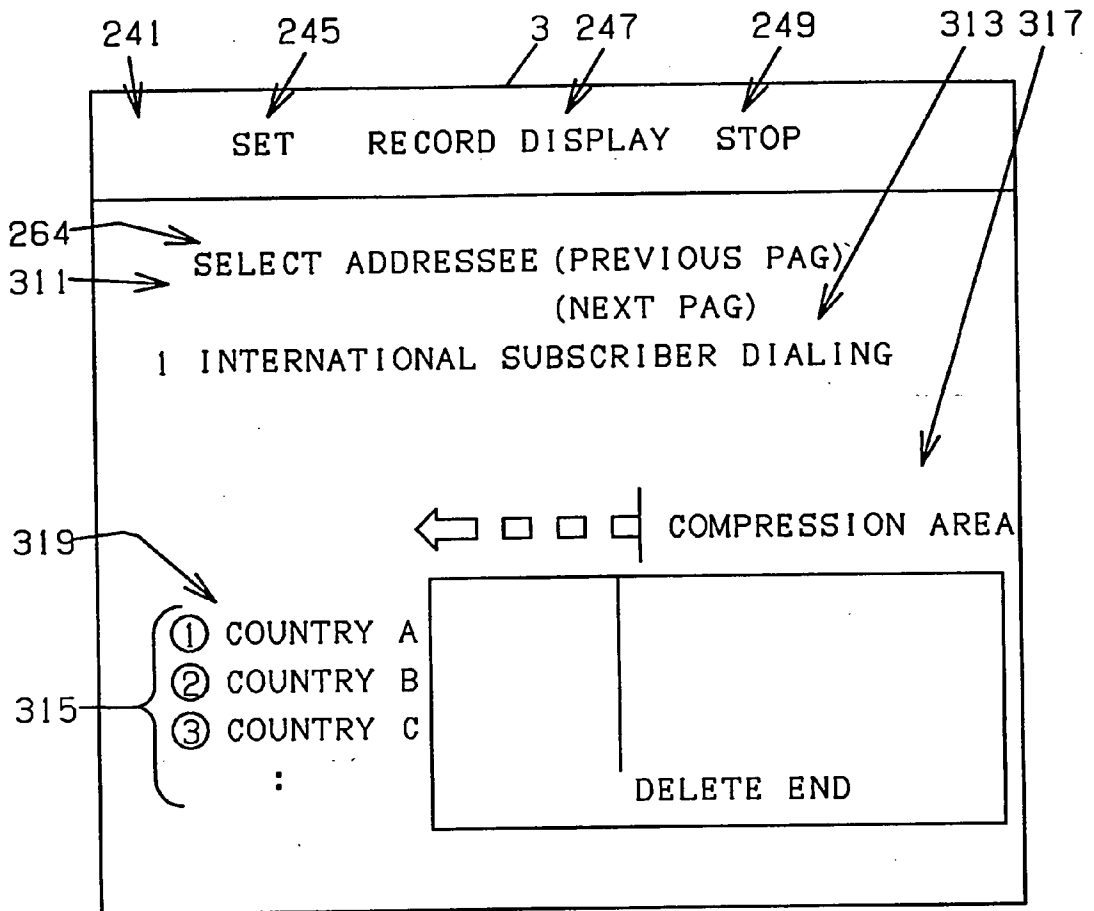 241 245 3 247 249 313 317
SET RECORD DISPLAY STOP
264
SELECT ADDRESSEE (PREVIOUS PAG)
311
(NEXT PAG)
1 INTERNATIONAL SUBSCRIBER DIALING
COMPRESSION AREA
319
① COUNTRY A
② COUNTRY B
315
③ COUNTRY C
:
DELETE END